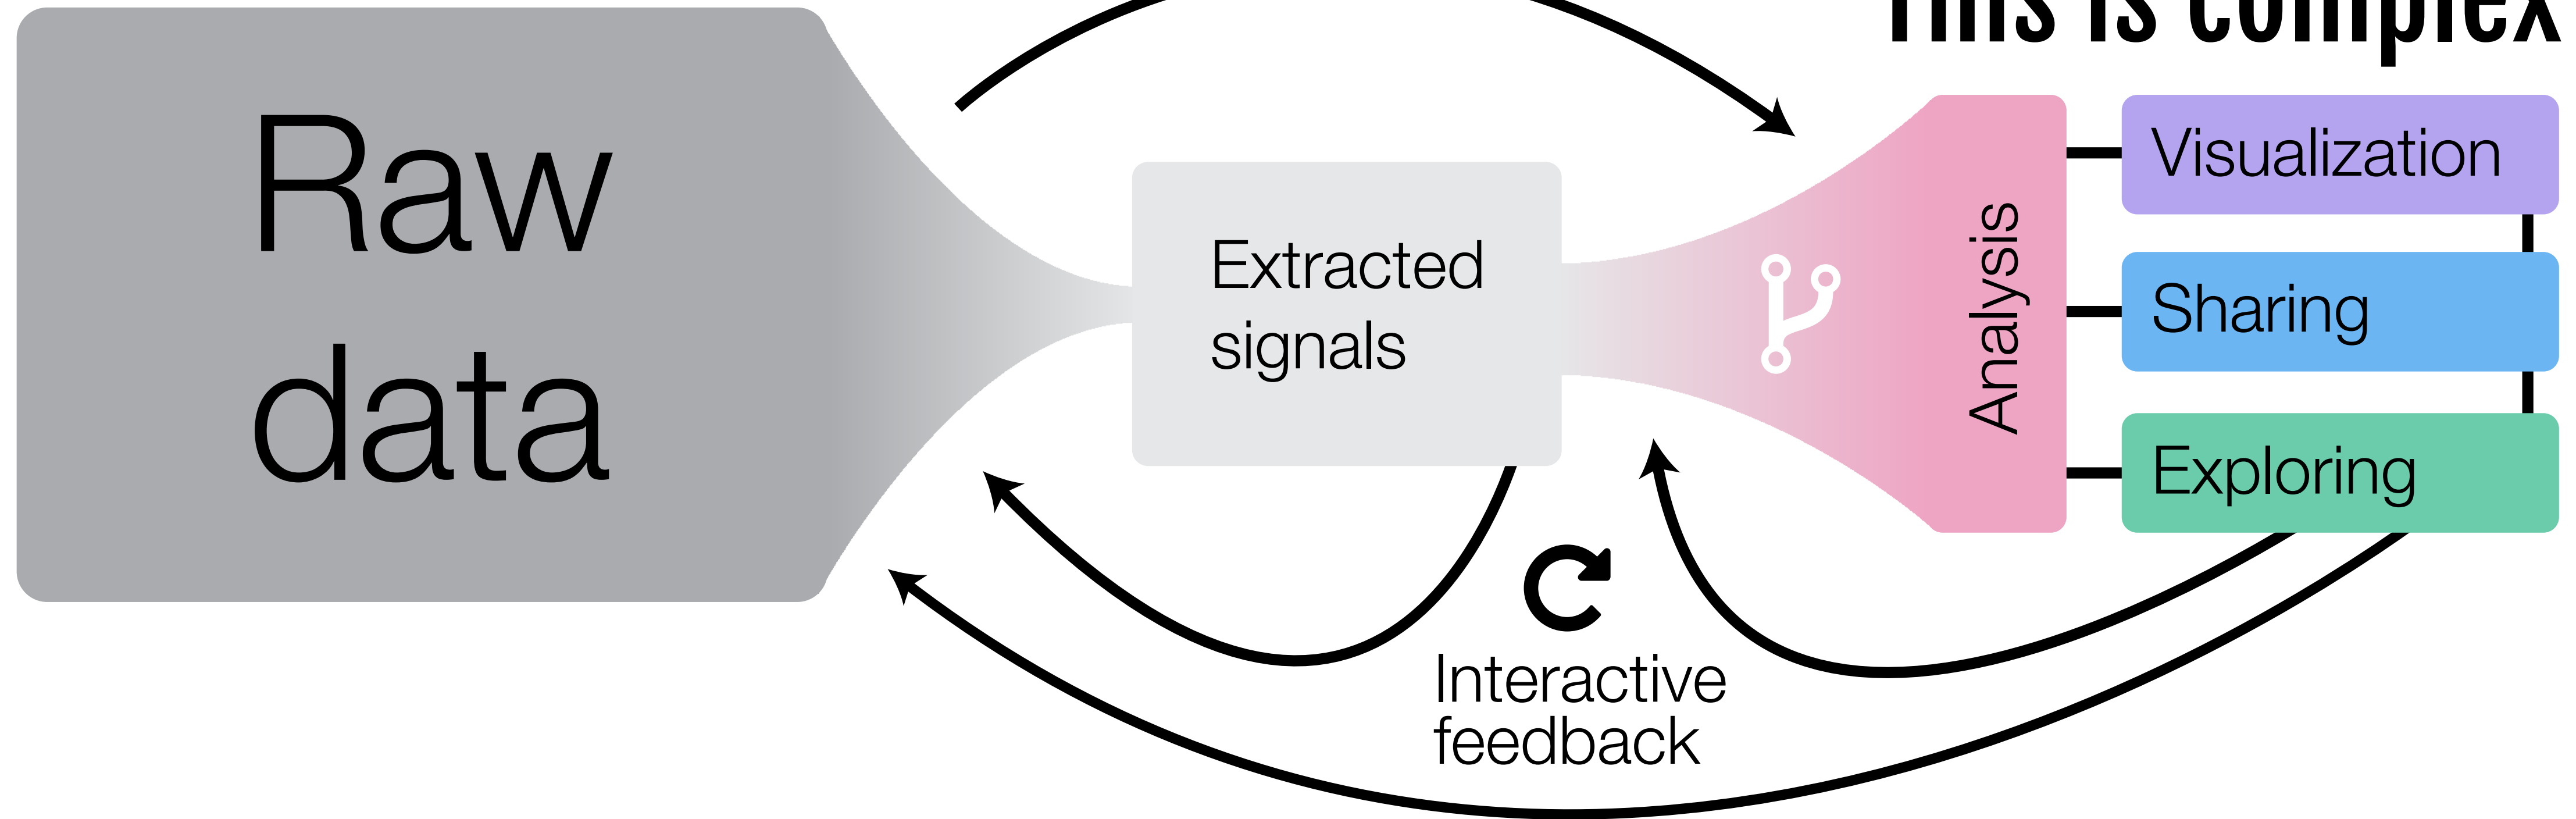 This is complex
Raw
data
Extracted
signals
Analysis
Visualization
Sharing
Exploring
Interactive
feedback